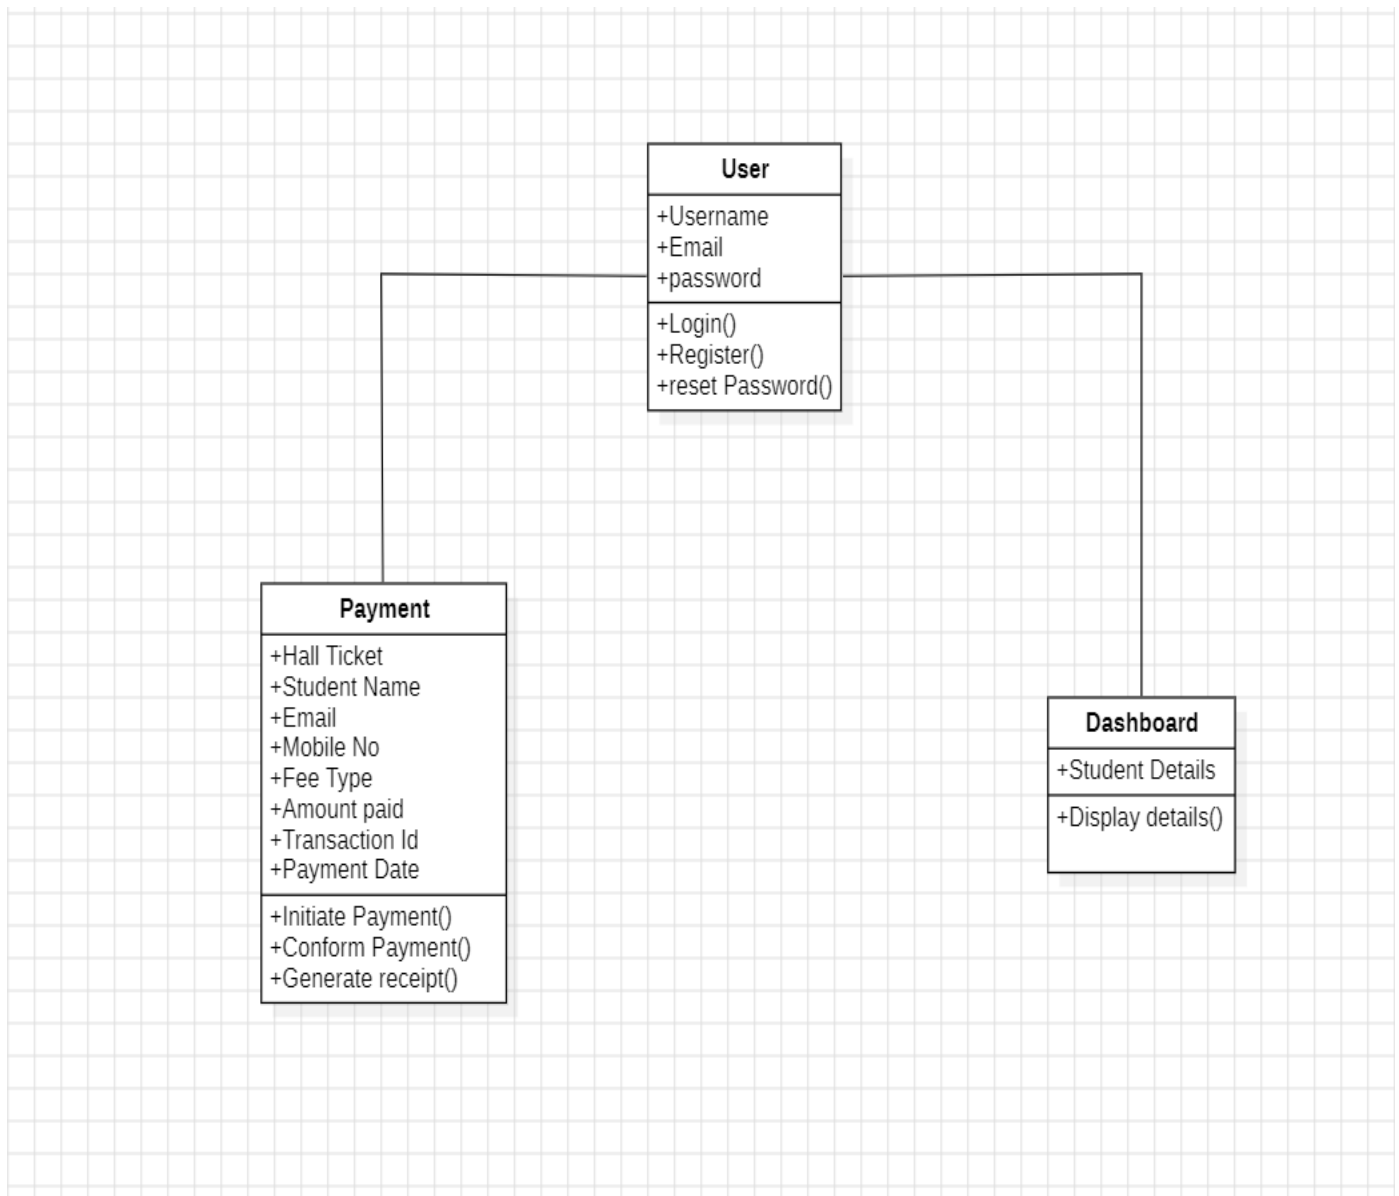 User
+Username
+Email
+password
+Login()
+Register()
+reset Password()
Payment
+Hall Ticket
+Student Name
+Email
+Mobile No
+Fee Type
+Amount paid
+Transaction Id
+Payment Date
+Initiate Payment()
+Conform Payment()
+Generate receipt()
Dashboard
+Student Details
+Display details()